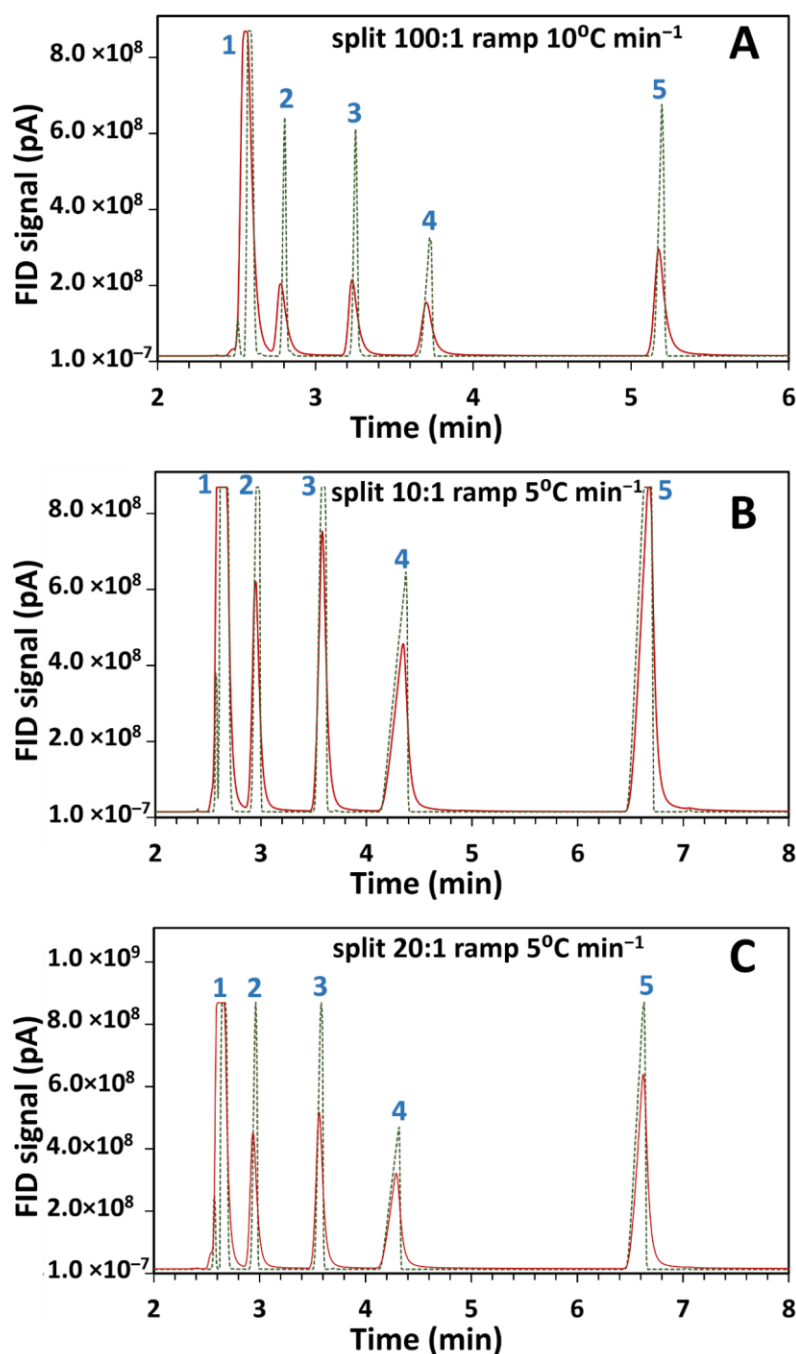 split 100:1 ramp 10⁰C min⁻¹
A
1
2
3
4
5
FID signal (pA)
8.0 ×10⁸
6.0 ×10⁸
4.0 ×10⁸
2.0 ×10⁸
1.0 ×10⁻⁷
2 3 4 5 6
Time (min)
split 10:1 ramp 5⁰C min⁻¹
B
1
2
3
4
5
FID signal (pA)
8.0 ×10⁸
6.0 ×10⁸
4.0 ×10⁸
2.0 ×10⁸
1.0 ×10⁻⁷
2 3 4 5 6 7 8
Time (min)
split 20:1 ramp 5⁰C min⁻¹
C
1
2
3
4
5
FID signal (pA)
1.0 ×10⁹
8.0 ×10⁸
6.0×10⁸
4.0×10⁸
2.0×10⁸
1.0 ×10⁻⁷
2 3 4 5 6 7 8
Time (min)